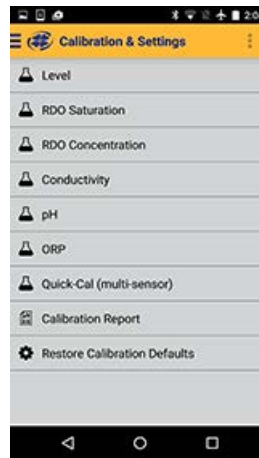 20
Calibration & Settings
Level
RDO Saturation
RDO Concentration
Conductivity
pH
ORP
Quick-Cal (multi-sensor)
Calibration Report
Restore Calibration Defaults